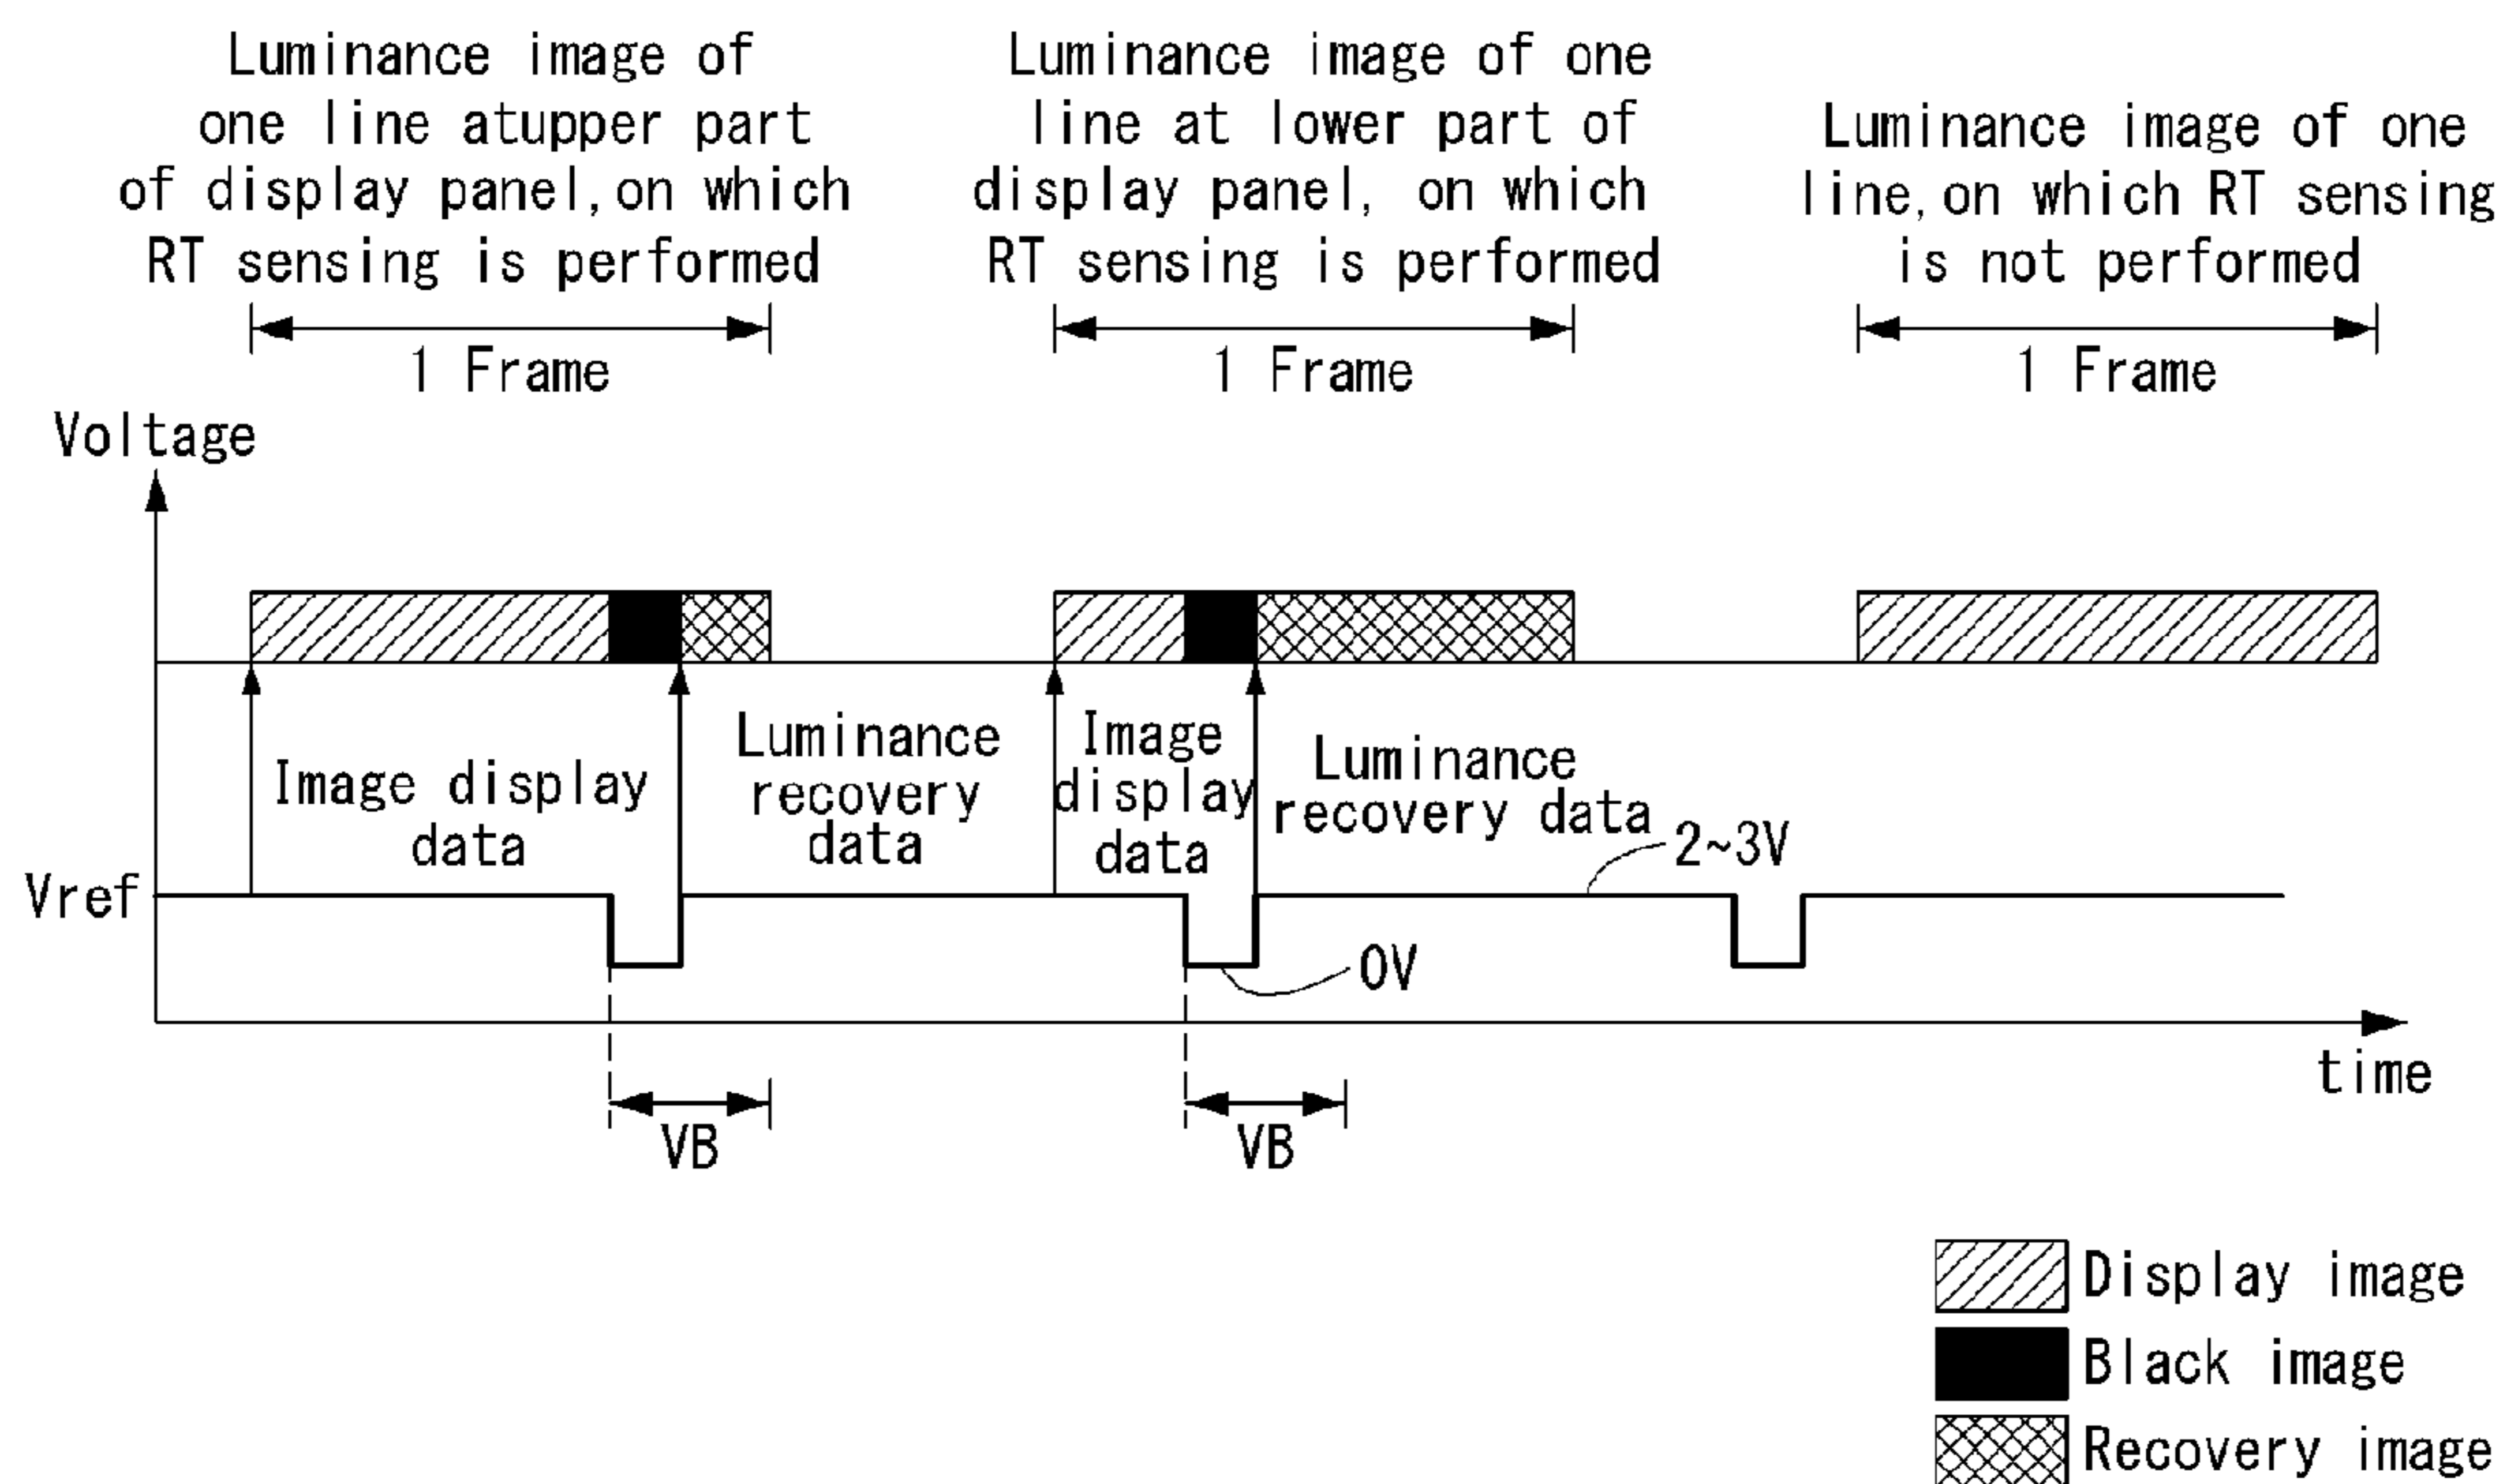 Luminance image of
one line atupper part
of display panel, on which
RT sensing is performed
1 Frame
Luminance image of one
line at lower part of
display panel, on which
RT sensing is performed
1 Frame
Luminance image of one
line, on which RT sensing
is not performed
1 Frame
Voltage
Image display
data
Luminance
recovery
data
Image
display
data
Luminance
recovery data
2~3V
Vref
0V
time
VB
VB
Display image
Black image
Recovery image